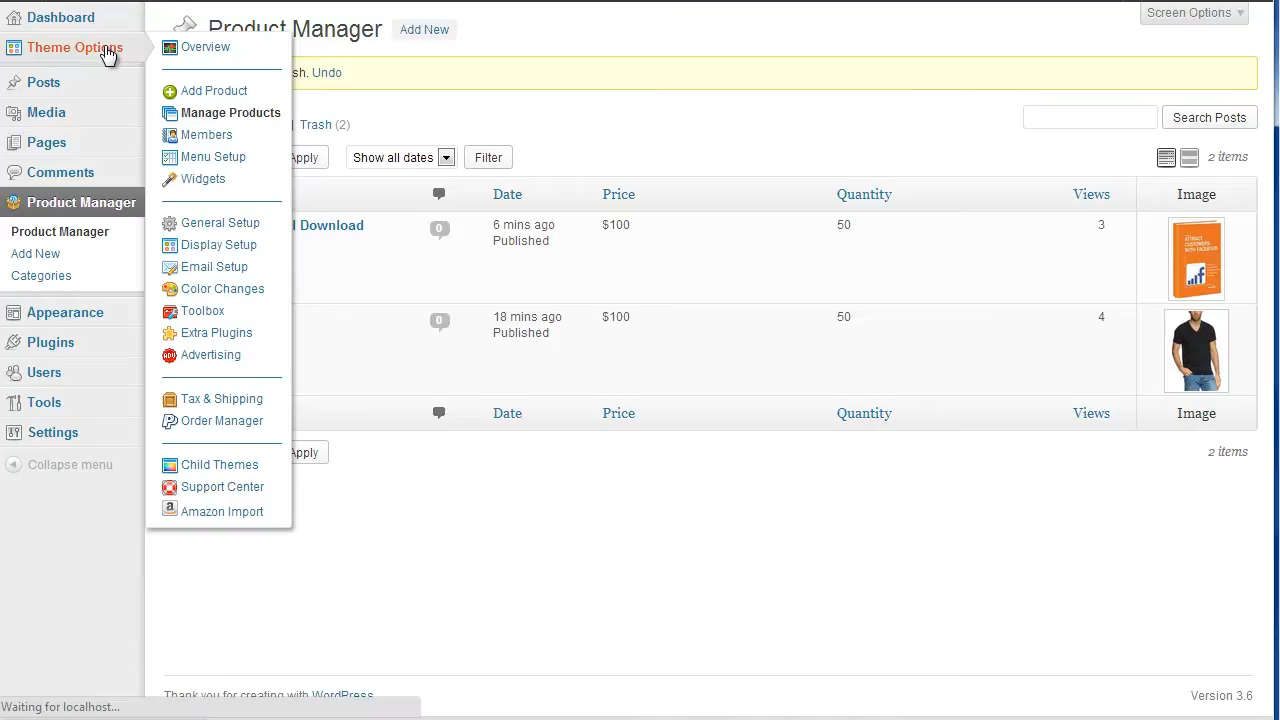 Dashboard
Theme Options
Posts
Media
Pages
Comments
Product Manager
Product Manager
Add New
Categories
Appearance
Plugins
Users
Tools
Settings
Collapse menu
Overview
Add Product
Manage Products
Members
Menu Setup
Widgets
General Setup
Display Setup
Email Setup
Color Changes
Toolbox
Extra Plugins
Advertising
Tax & Shipping
Order Manager
Child Themes
Support Center
Amazon Import
Product Manager Add New
Screen Options
sh. Undo
| Trash (2)
Search Posts
Apply Show all dates Filter
2 items
Date Price Quantity Views Image
l Download 0 6 mins ago $100 50 3
Published
0 18 mins ago $100 50 4
Published
Date Price Quantity Views Image
Apply
2 items
Thank you for creating with WordPress
Version 3.6
Waiting for localhost...